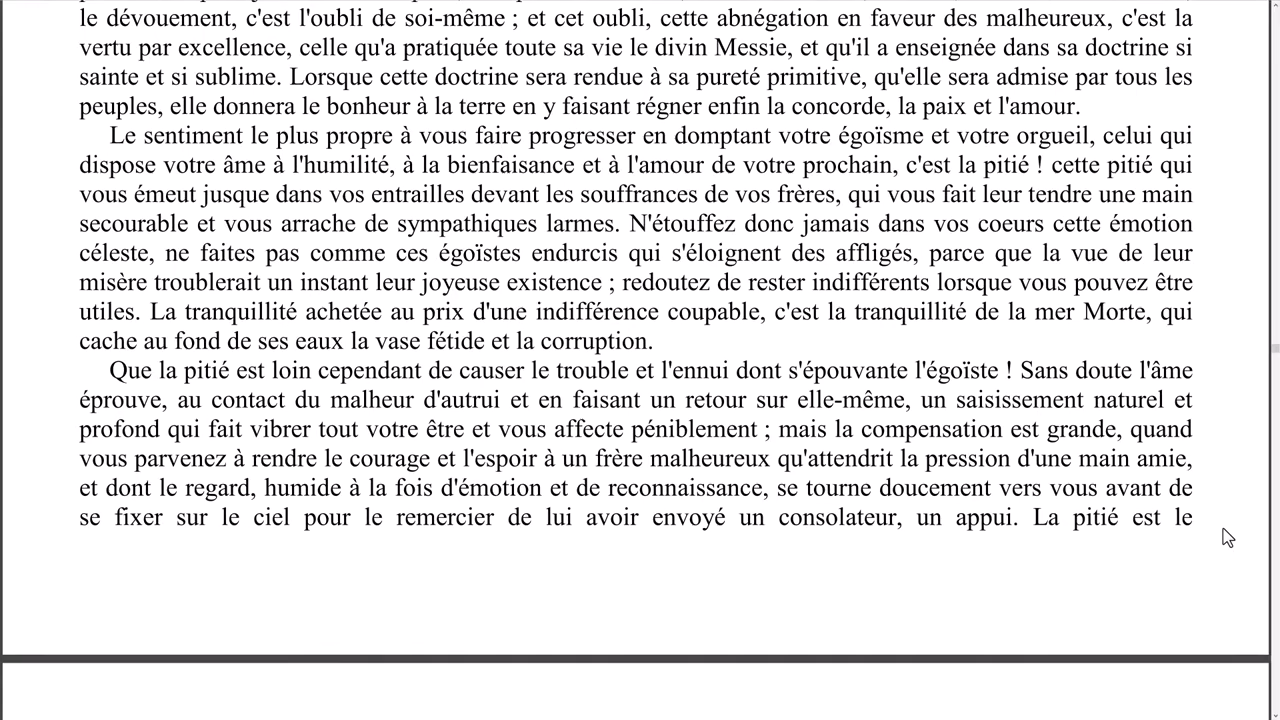 le dévouement, c'est l'oubli de soi-même ; et cet oubli, cette abnégation en faveur des malheureux, c'est la
vertu par excellence, celle qu'a pratiquée toute sa vie le divin Messie, et qu'il a enseignée dans sa doctrine si
sainte et si sublime. Lorsque cette doctrine sera rendue à sa pureté primitive, qu'elle sera admise par tous les
peuples, elle donnera le bonheur à la terre en y faisant régner enfin la concorde, la paix et l'amour.
Le sentiment le plus propre à vous faire progresser en domptant votre égoïsme et votre orgueil, celui qui
dispose votre âme à l'humilité, à la bienfaisance et à l'amour de votre prochain, c'est la pitié ! cette pitié qui
vous émeut jusque dans vos entrailles devant les souffrances de vos frères, qui vous fait leur tendre une main
secourable et vous arrache de sympathiques larmes. N'étouffez donc jamais dans vos coeurs cette émotion
céleste, ne faites pas comme ces égoïstes endurcis qui s'éloignent des affligés, parce que la vue de leur
misère troublerait un instant leur joyeuse existence ; redoutez de rester indifférents lorsque vous pouvez être
utiles. La tranquillité achetée au prix d'une indifférence coupable, c'est la tranquillité de la mer Morte, qui
cache au fond de ses eaux la vase fétide et la corruption.
Que la pitié est loin cependant de causer le trouble et l'ennui dont s'épouvante l'égoïste ! Sans doute l'âme
éprouve, au contact du malheur d'autrui et en faisant un retour sur elle-même, un saisissement naturel et
profond qui fait vibrer tout votre être et vous affecte péniblement ; mais la compensation est grande, quand
vous parvenez à rendre le courage et l'espoir à un frère malheureux qu'attendrit la pression d'une main amie,
et dont le regard, humide à la fois d'émotion et de reconnaissance, se tourne doucement vers vous avant de
se fixer sur le ciel pour le remercier de lui avoir envoyé un consolateur, un appui. La pitié est le